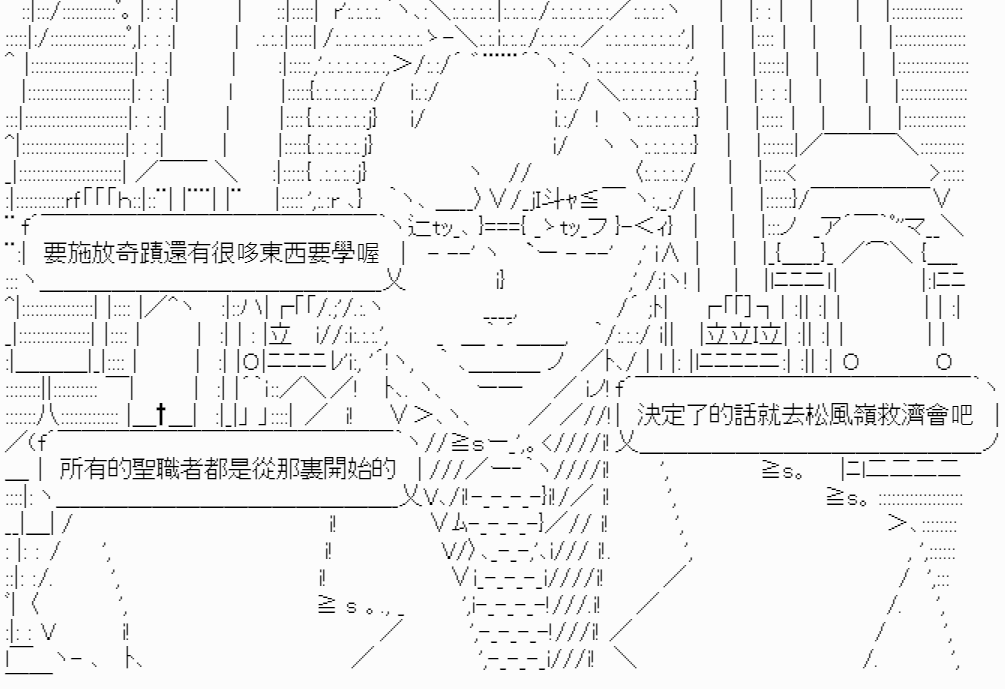 要施放奇蹟還有很哆東西要學喔
決定了的話就去松風嶺救濟會吧
所有的聖職者都是從那裏開始的